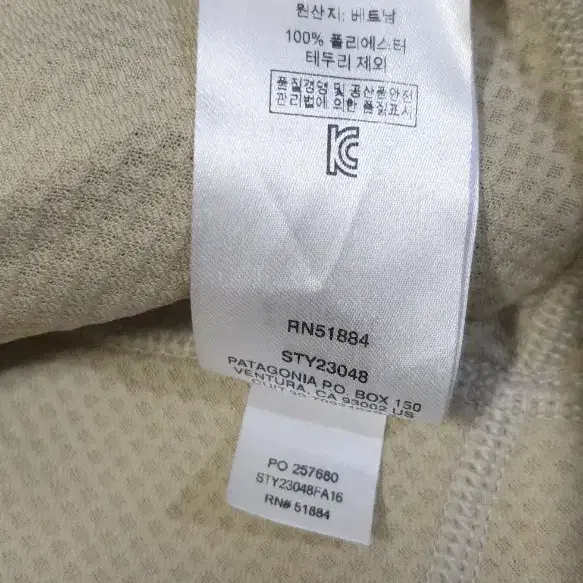 원산지: 베트남
100% 폴리에스터
테두리 제외
품질경영 및 공산품안전
관리법에 의한 품질표시
RN51884
STY23048
PATAGONIA P.O. BOX 150
VENTURA, CA 93002 US
PO 257680
STY23048FA16
RN# 51884